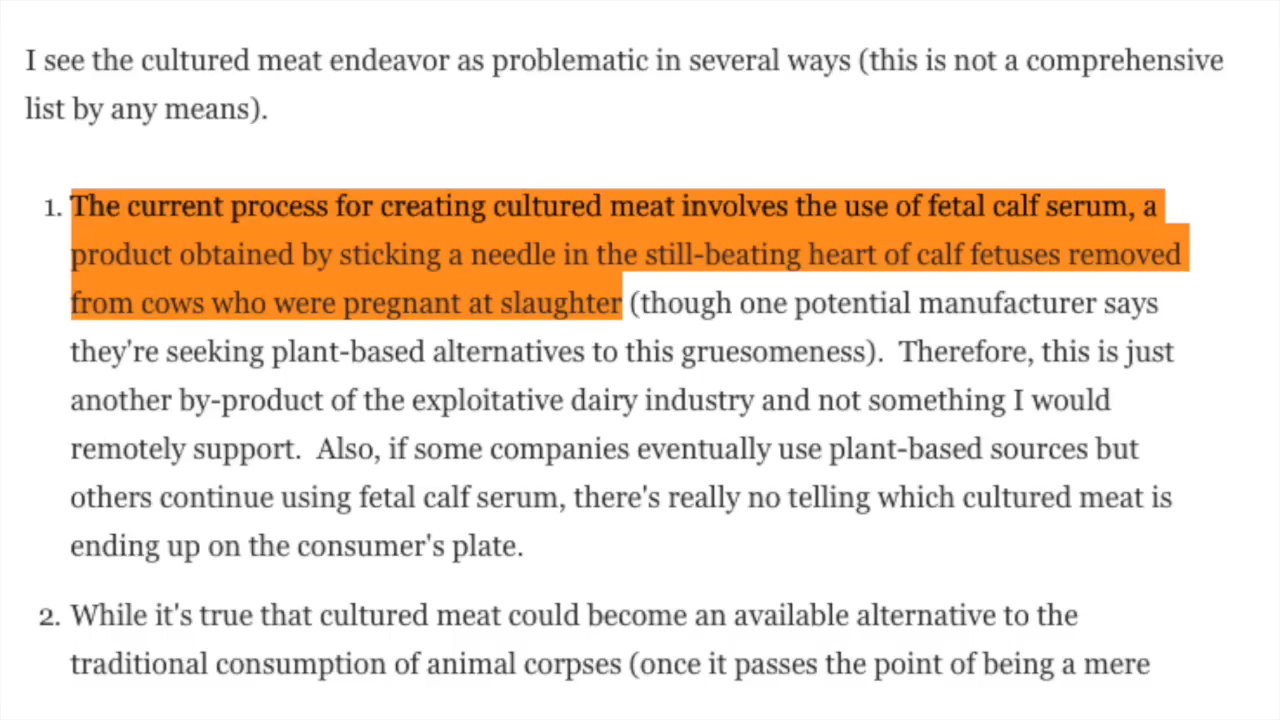 I see the cultured meat endeavor as problematic in several ways (this is not a comprehensive
list by any means).
1. The current process for creating cultured meat involves the use of fetal calf serum, a
product obtained by sticking a needle in the still-beating heart of calf fetuses removed
from cows who were pregnant at slaughter (though one potential manufacturer says
they're seeking plant-based alternatives to this gruesomeness).  Therefore, this is just
another by-product of the exploitative dairy industry and not something I would
remotely support.  Also, if some companies eventually use plant-based sources but
others continue using fetal calf serum, there's really no telling which cultured meat is
ending up on the consumer's plate.
2. While it's true that cultured meat could become an available alternative to the
traditional consumption of animal corpses (once it passes the point of being a mere